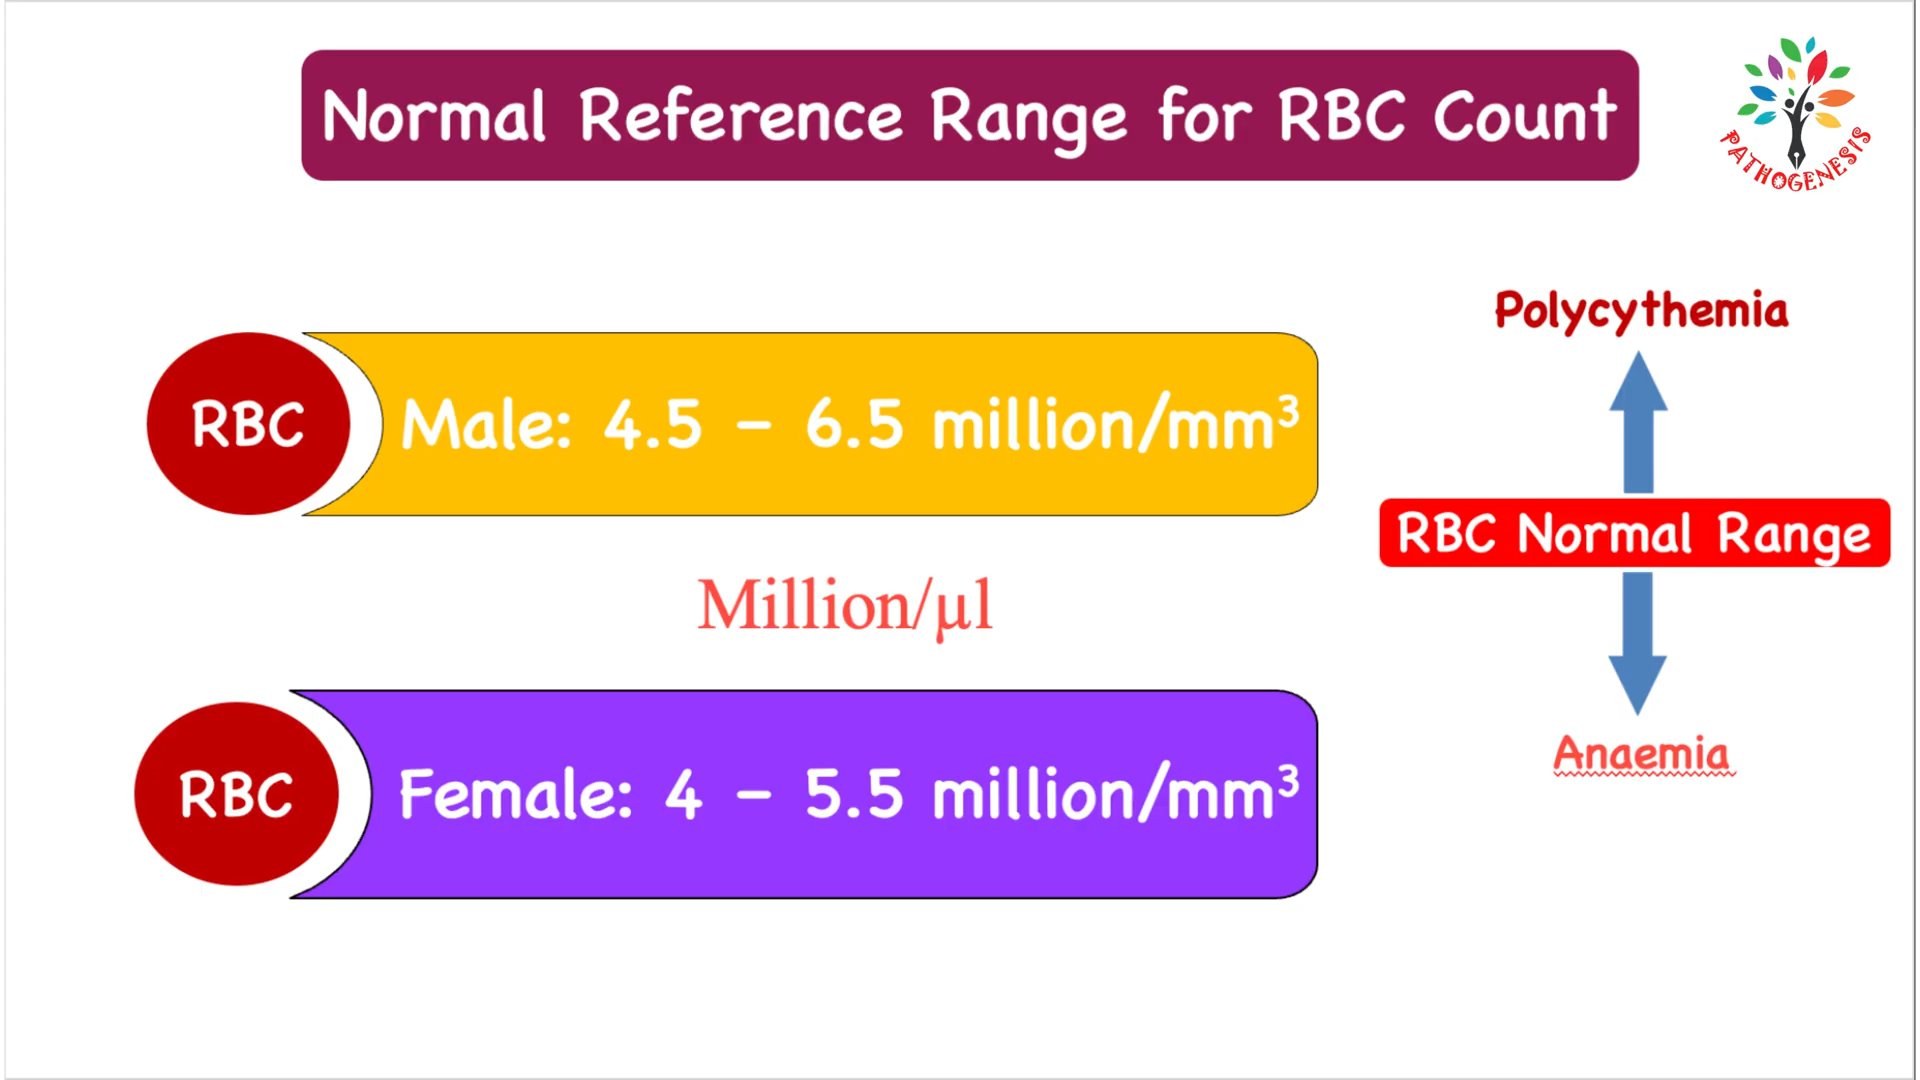 Normal Reference Range for RBC Count
PATHOGENESIS
Polycythemia
RBC
Male: 4.5 – 6.5 million/mm³
RBC Normal Range
Million/µl
Anaemia
RBC
Female: 4 – 5.5 million/mm³